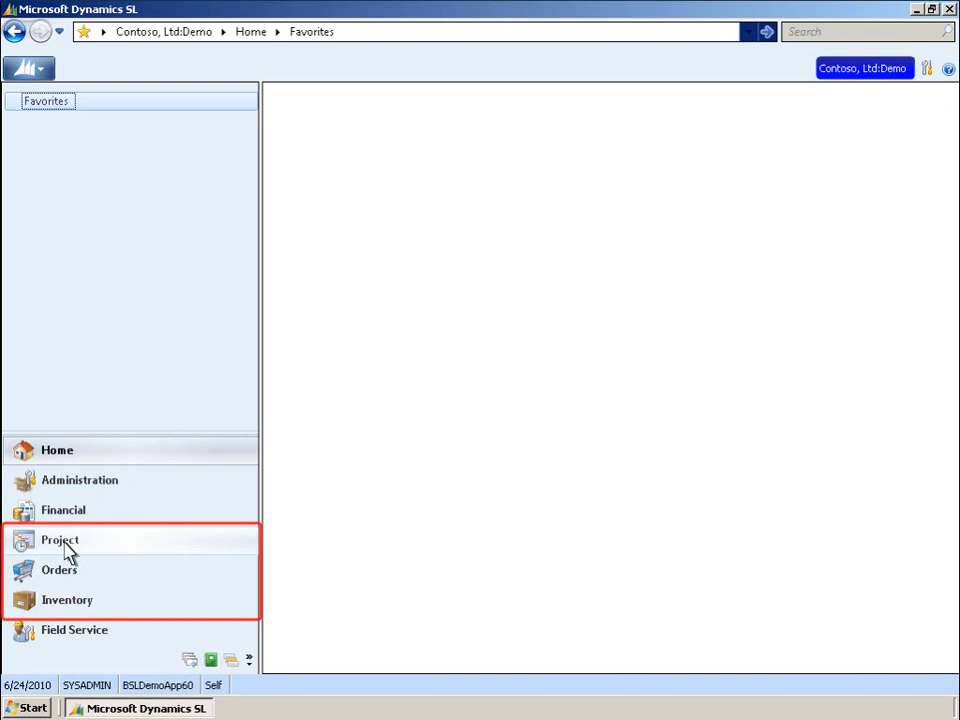 Microsoft Dynamics SL
Contoso, Ltd:Demo Home Favorites
Search
Contoso, Ltd:Demo
Favorites
Home
Administration
Financial
Project
Orders
Inventory
Field Service
6/24/2010 SYSADMIN BSLDemoApp60 Self
Start Microsoft Dynamics SL